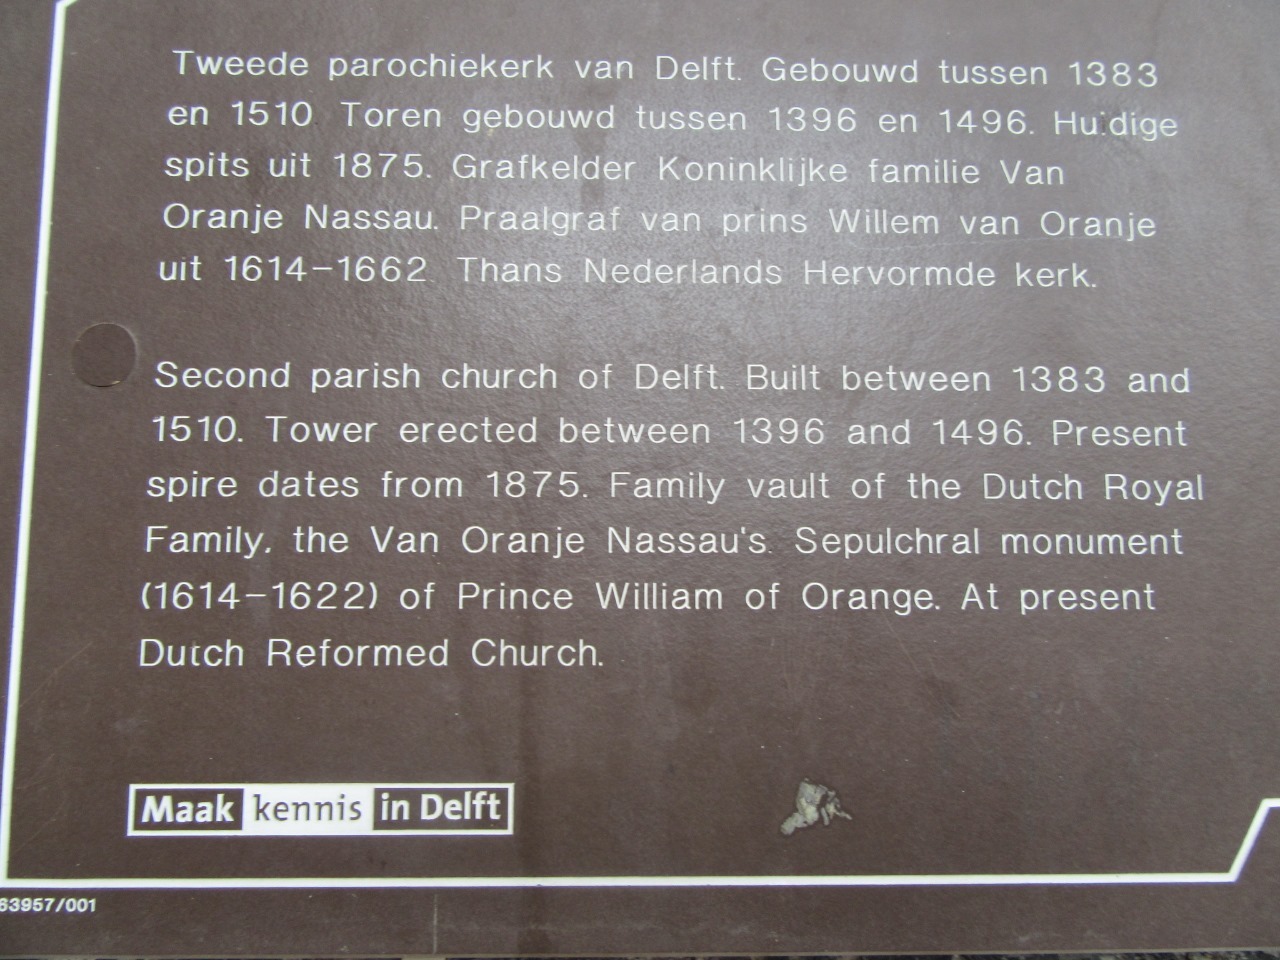 Tweede parochiekerk van Delft. Gebouwd tussen 1383
en 1510 Toren gebouwd tussen 1396 en 1496. Huidige
spits uit 1875. Grafkelder Koninklijke familie Van
Oranje Nassau. Praalgraf van prins Willem van Oranje
uit 1614-1662 Thans Nederlands Hervormde kerk.
Second parish church of Delft. Built between 1383 and
1510. Tower erected between 1396 and 1496. Present
spire dates from 1875. Family vault of the Dutch Royal
Family, the Van Oranje Nassau's. Sepulchral monument
(1614-1622) of Prince William of Orange. At present
Dutch Reformed Church.
Maak kennis in Delft
63957/001